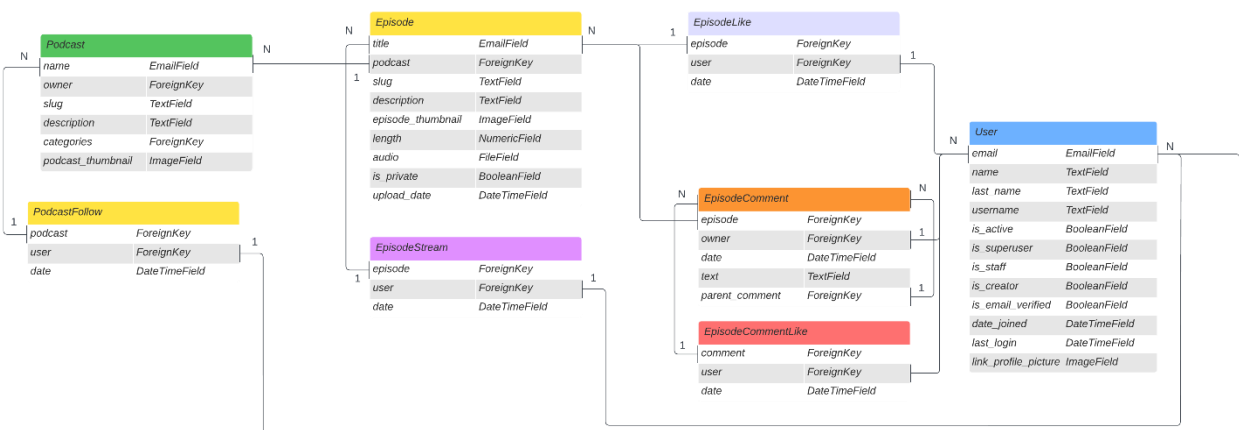 Podcast
N
N
name EmailField
owner ForeignKey
slug TextField
description TextField
categories ForeignKey
podcast_thumbnail ImageField
PodcastFollow
1
podcast ForeignKey
user ForeignKey
1
date DateTimeField
Episode
N
N
title EmailField
podcast ForeignKey
1
slug TextField
description TextField
episode_thumbnail ImageField
length NumericField
audio FileField
is_private BooleanField
upload_date DateTimeField
EpisodeStream
episode ForeignKey
1
user ForeignKey
1
date DateTimeField
EpisodeLike
1
episode ForeignKey
user ForeignKey
1
date DateTimeField
EpisodeComment
N
N
episode ForeignKey
owner ForeignKey
1
date DateTimeField
text TextField
parent_comment ForeignKey
1
EpisodeCommentLike
1
comment ForeignKey
user ForeignKey
date DateTimeField
User
N
N
email EmailField
name TextField
last_name TextField
username TextField
is_active BooleanField
is_superuser BooleanField
is_staff BooleanField
is_creator BooleanField
is_email_verified BooleanField
date_joined DateTimeField
last_login DateTimeField
link_profile_picture ImageField